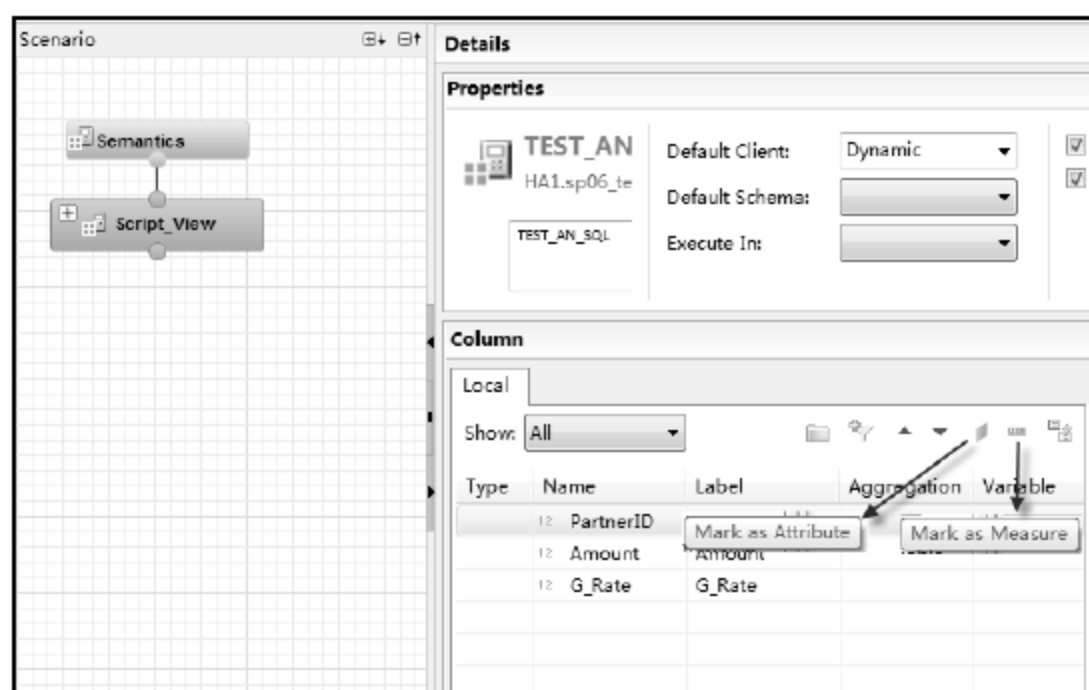 Scenario
Semantics
Script_View
Details
Properties
TEST_AN
HA1.sp06_te
TEST_AN_SQL
Default Client: Dynamic
Default Schema:
Execute In:
Column
Local
Show: All
Type Name Label Aggregation Variable
PartnerID
Mark as Attribute Mark as Measure
Amount Amount
G_Rate G_Rate